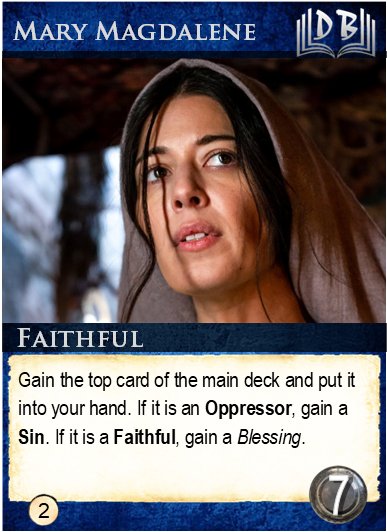 MARY MAGDALENE
DB
FAITHFUL
Gain the top card of the main deck and put it
into your hand. If it is an Oppressor, gain a
Sin. If it is a Faithful, gain a Blessing.
2
7